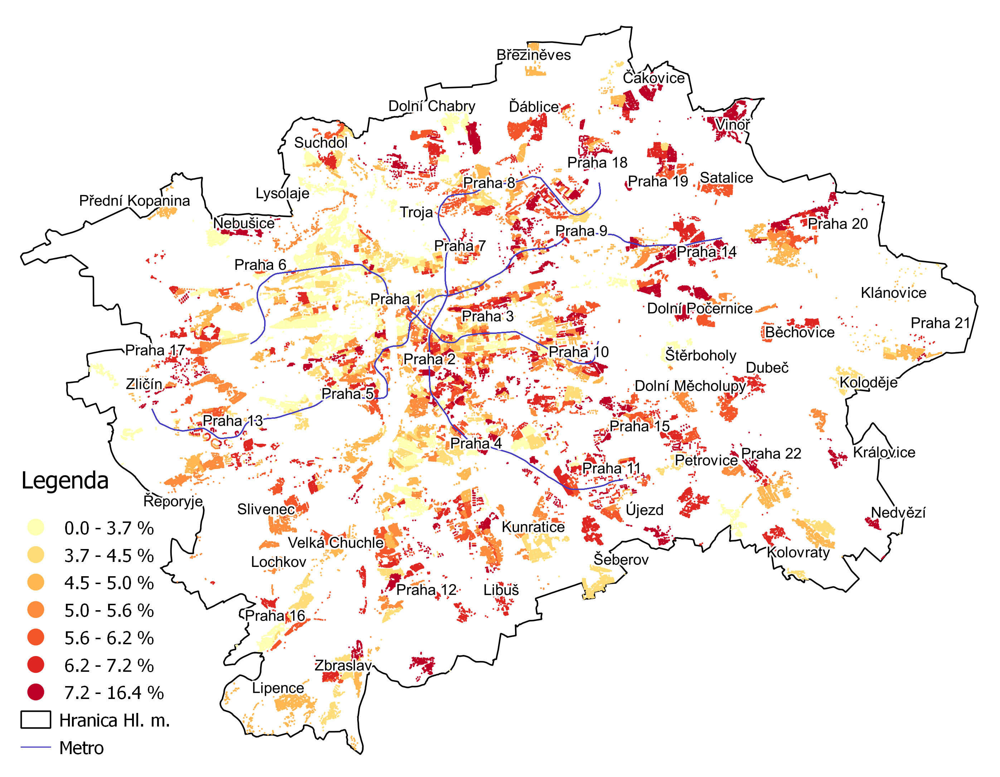 Březiněves
Čakovice
Dolní Chabry
Ďáblice
Vinoř
Suchdol
Praha 18
Praha 19
Satalice
Praha 8
Lysolaje
Přední Kopanina
Troja
Nebušice
Praha 20
Praha 9
Praha 7
Praha 14
Praha 6
Klánovice
Praha 1
Dolní Počernice
Praha 3
Praha 21
Běchovice
Praha 17
Praha 10
Štěrboholy
Praha 2
Dubeč
Zličín
Koloděje
Dolní Měcholupy
Praha 5
Praha 13
Praha 15
Praha 4
Královice
Praha 22
Petrovice
Praha 11
Řeporyje
Slivenec
Újezd
Nedvězí
Kunratice
Velká Chuchle
Kolovraty
Lochkov
Šeberov
Praha 12
Libuš
Praha 16
Zbraslav
Lipence
Legenda
0.0 - 3.7 %
3.7 - 4.5 %
4.5 - 5.0 %
5.0 - 5.6 %
5.6 - 6.2 %
6.2 - 7.2 %
7.2 - 16.4 %
Hranica Hl. m.
Metro